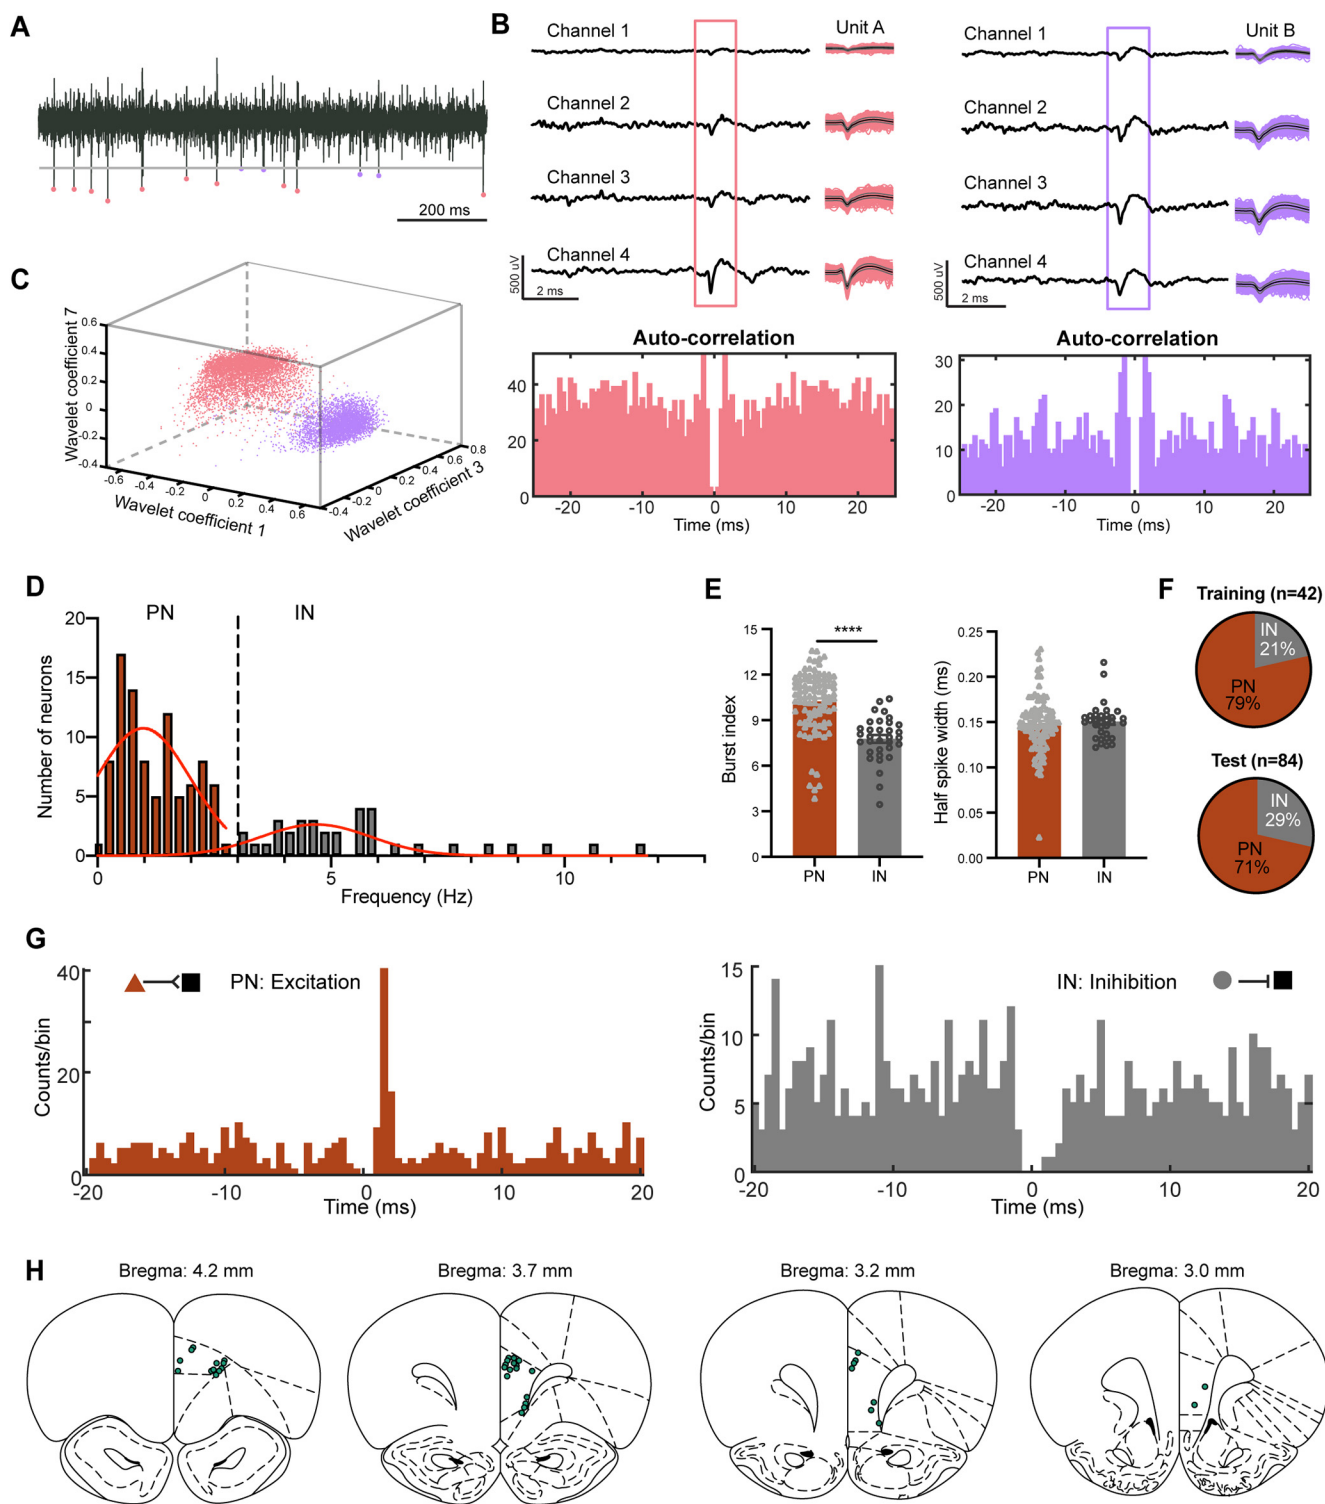 A
200 ms
B
Channel 1
Unit A
Channel 2
Channel 3
Channel 4
500 uV
2 ms
Channel 1
Unit B
Channel 2
Channel 3
Channel 4
500 uV
2 ms
Auto-correlation
40
20
0
-20 -10 0 10 20
Time (ms)
Auto-correlation
30
20
10
0
-20 -10 0 10 20
Time (ms)
C
Wavelet coefficient 7
0.6
0.4
0.2
0
-0.2
-0.4
-0.6 -0.4 -0.2 0 0.2 0.4 0.6
Wavelet coefficient 1
-0.4 -0.2 0 0.2 0.4 0.6 0.8
Wavelet coefficient 3
D
PN IN
Number of neurons
20
15
10
5
0
0 5 10
Frequency (Hz)
E
****
Burst index
15
12
9
6
3
0
PN IN
Half spike width (ms)
0.25
0.20
0.15
0.10
0.05
0.00
PN IN
F
Training (n=42)
IN
21%
PN
79%
Test (n=84)
IN
29%
PN
71%
G
PN: Excitation
Counts/bin
40
20
0
-20 -10 0 10 20
Time (ms)
IN: Inihibition
Counts/bin
15
10
5
0
-20 -10 0 10 20
Time (ms)
H
Bregma: 4.2 mm
Bregma: 3.7 mm
Bregma: 3.2 mm
Bregma: 3.0 mm